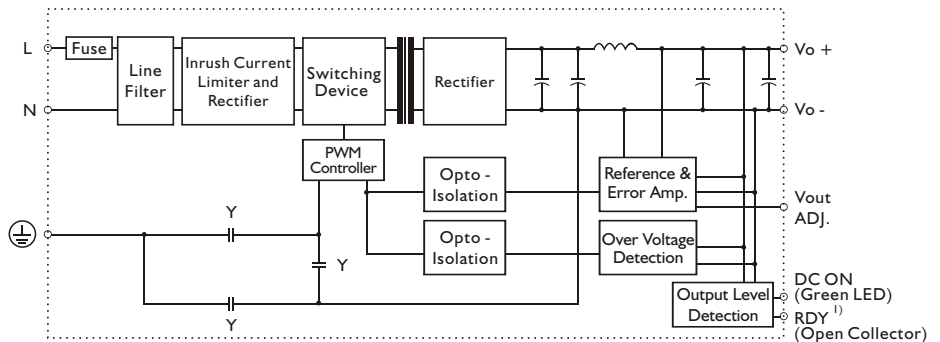 L
Fuse
Line
Filter
Inrush Current
Limiter and
Rectifier
Switching
Device
Rectifier
Vo +
N
Vo -
PWM
Controller
Opto -
Isolation
Reference &
Error Amp.
Vout
ADJ.
Y
Y
Y
Opto -
Isolation
Over Voltage
Detection
Output Level
Detection
DC ON
(Green LED)
RDY 1)
(Open Collector)